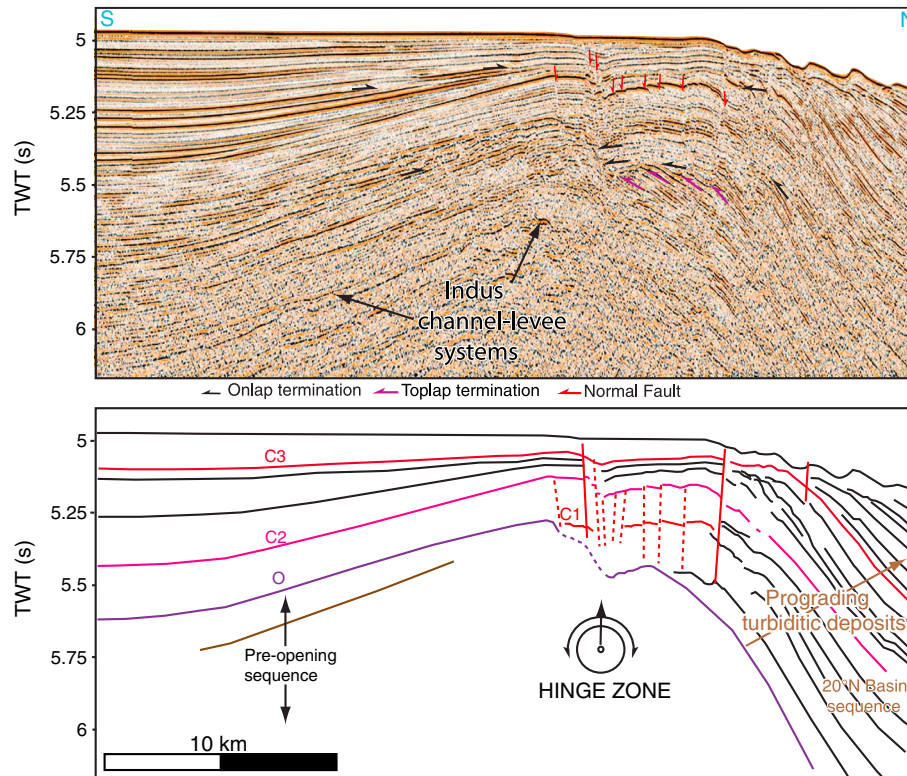 S
N
TWT (s)
5
5.25
5.5
5.75
6
Indus
channel-levee
systems
Onlap termination
Toplap termination
Normal Fault
TWT (s)
5
5.25
5.5
5.75
6
C3
C1
C2
O
Pre-opening
sequence
HINGE ZONE
Prograding
turbiditic deposits
20°N Basin
sequence
10 km